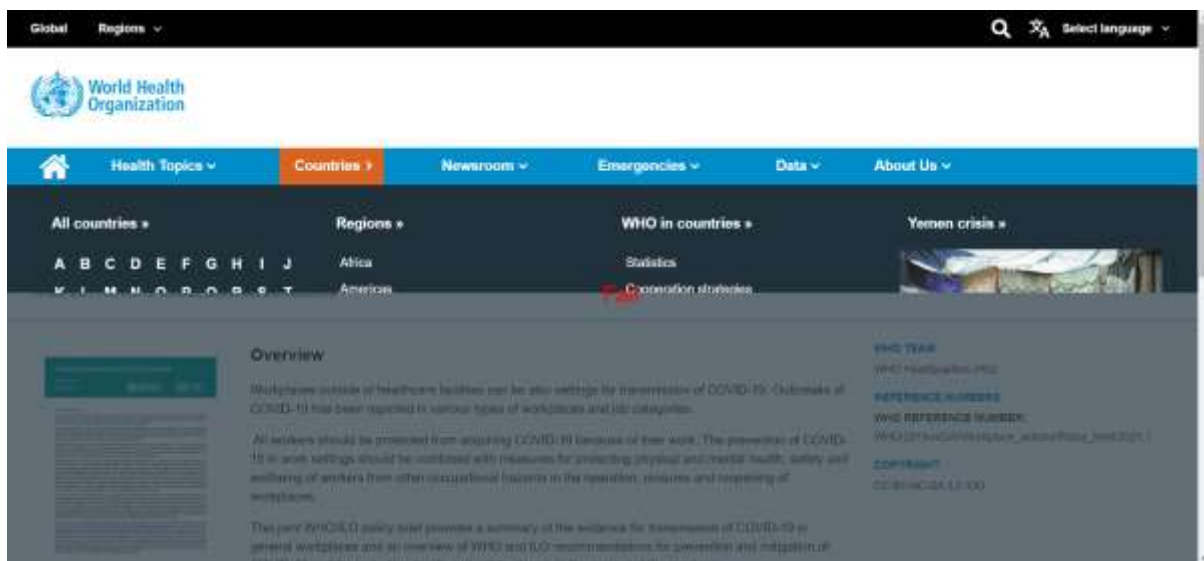 Global Regions Select language
World Health
Organization
Health Topics Countries Newsroom Emergencies Data About Us
All countries » Regions » WHO in countries » Yemen crisis »
A B C D E F G H I J Africa Statistics
K L M N O P Q R S T Americas Cooperation strategies
Overview
Workplaces outside of healthcare facilities can be also settings for transmission of COVID-19. Outbreaks of
COVID-19 has been reported in various types of workplaces and job categories.
All workers should be protected from acquiring COVID-19 because of their work. The prevention of COVID-
19 in work settings should be combined with measures for protecting physical and mental health, safety and
wellbeing of workers from other occupational hazards in the operation, closures and reopening of
workplaces.
This joint WHO/ILO policy brief provides a summary of the evidence for transmission of COVID-19 in
general workplaces and an overview of WHO and ILO recommendations for prevention and mitigation of
WHO TEAM
WHO Headquarters (HQ)
REFERENCE NUMBERS
WHO REFERENCE NUMBER:
COPYRIGHT